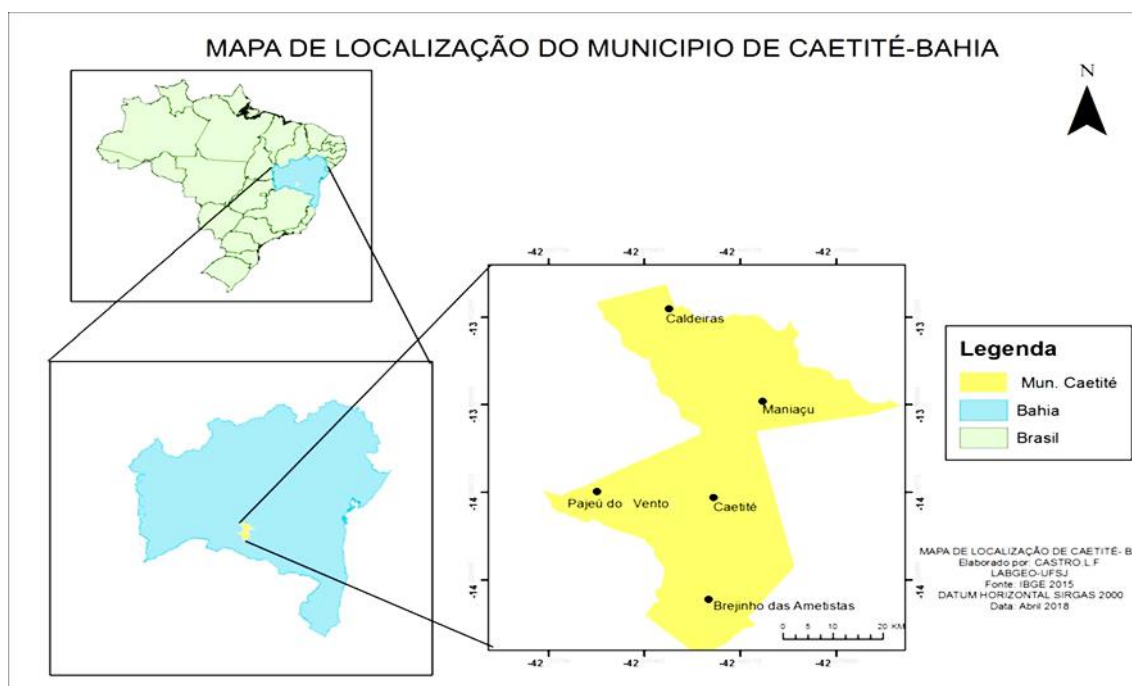 MAPA DE LOCALIZAÇÃO DO MUNICIPIO DE CAETITÉ-BAHIA
N
-42 -42 -42 -42
-13 -13
-13 -13
-14 -14
-14 -14
Caldeiras
Maniaçu
Pajeú do Vento
Caetité
Brejinho das Ametistas
0 5 10 20 KM
-42 -42 -42 -42
Legenda
Mun. Caetité
Bahia
Brasil
MAPA DE LOCALIZAÇÃO DE CAETITÉ- B
Elaborado por: CASTRO.L.F
LABGEO-UFSJ
Fonte: IBGE 2015
DATUM HORIZONTAL SIRGAS 2000
Data: Abril 2018